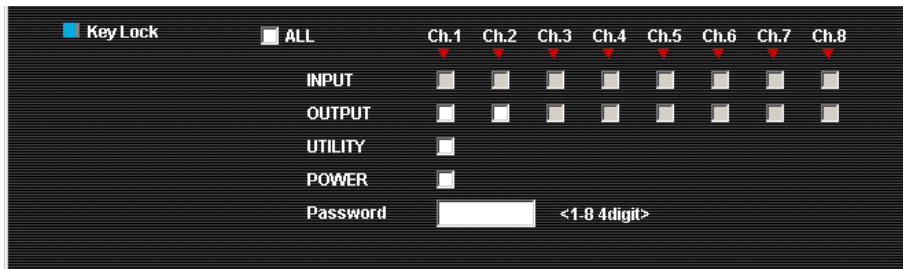 Key Lock ALL Ch.1 Ch.2 Ch.3 Ch.4 Ch.5 Ch.6 Ch.7 Ch.8
INPUT
OUTPUT
UTILITY
POWER
Password <1-8 4digit>